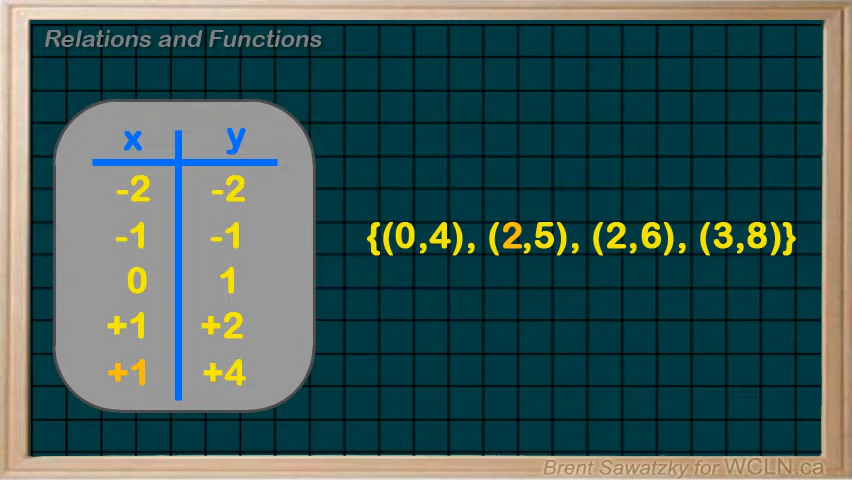 Relations and Functions
x y
-2 -2
-1 -1
0 1
+1 +2
+1 +4
{(0,4), (2,5), (2,6), (3,8)}
Brent Sawatzky for WCLN.ca